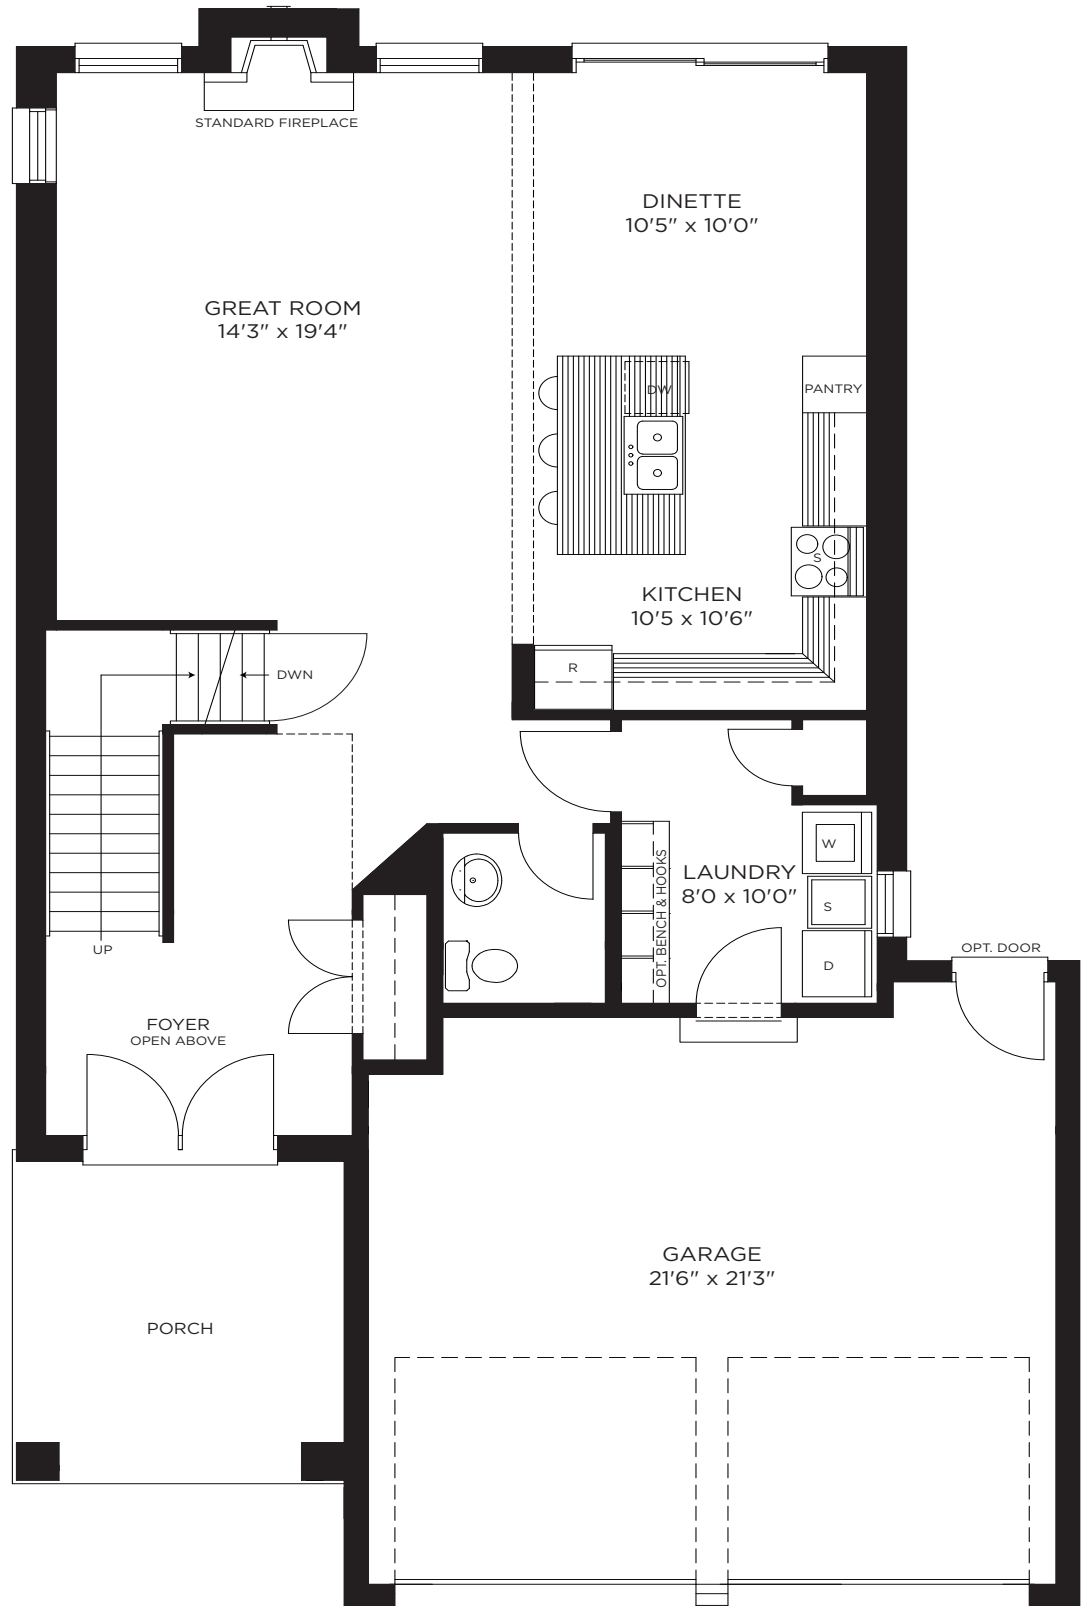 STANDARD FIREPLACE
DINETTE
10'5" x 10'0"
GREAT ROOM
14'3" x 19'4"
DW
PANTRY
S
KITCHEN
10'5 x 10'6"
R
DWN
W
LAUNDRY
8'0 x 10'0"
OPT. BENCH & HOOKS
S
UP
OPT. DOOR
D
FOYER
OPEN ABOVE
GARAGE
21'6" x 21'3"
PORCH